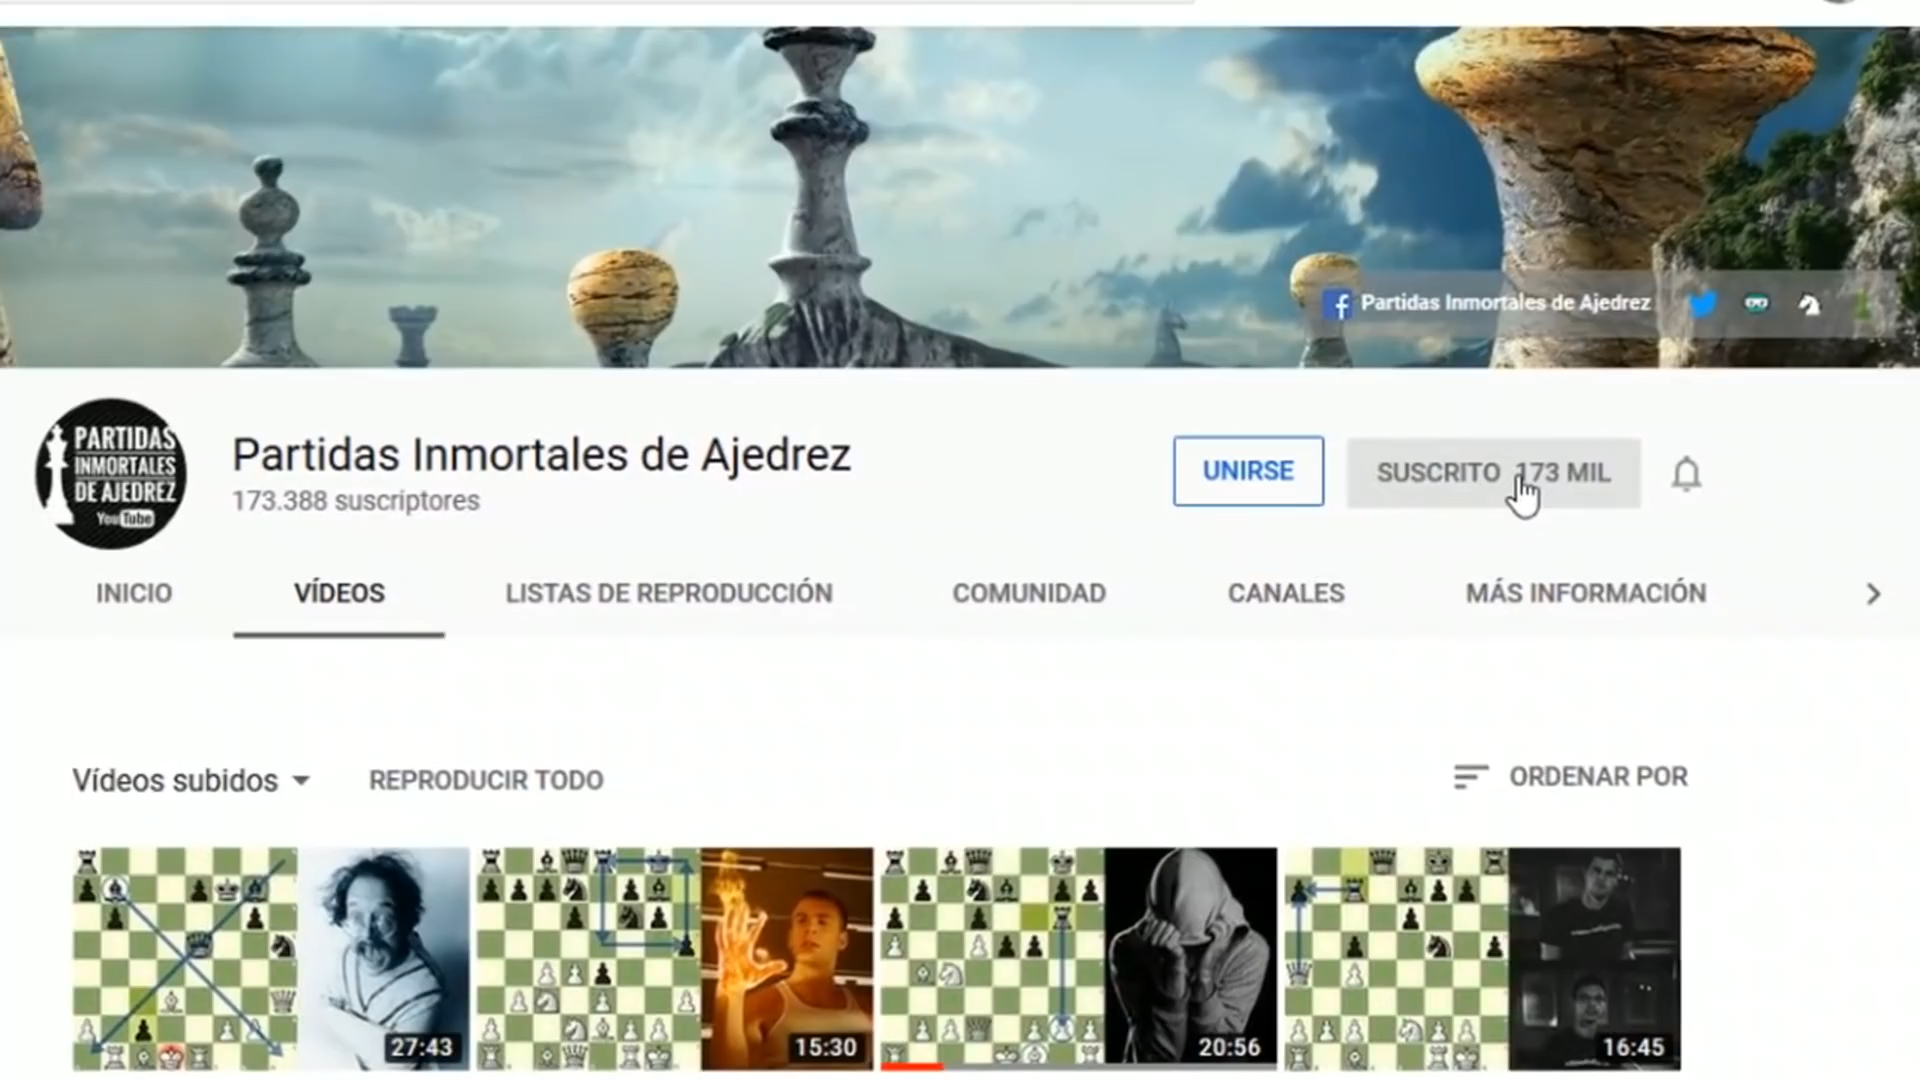 Partidas Inmortales de Ajedrez
PARTIDAS
INMORTALES
DE AJEDREZ
YouTube
Partidas Inmortales de Ajedrez
173.388 suscriptores
UNIRSE
SUSCRITO 173 MIL
INICIO
VÍDEOS
LISTAS DE REPRODUCCIÓN
COMUNIDAD
CANALES
MÁS INFORMACIÓN
Vídeos subidos
REPRODUCIR TODO
ORDENAR POR
27:43
15:30
20:56
16:45